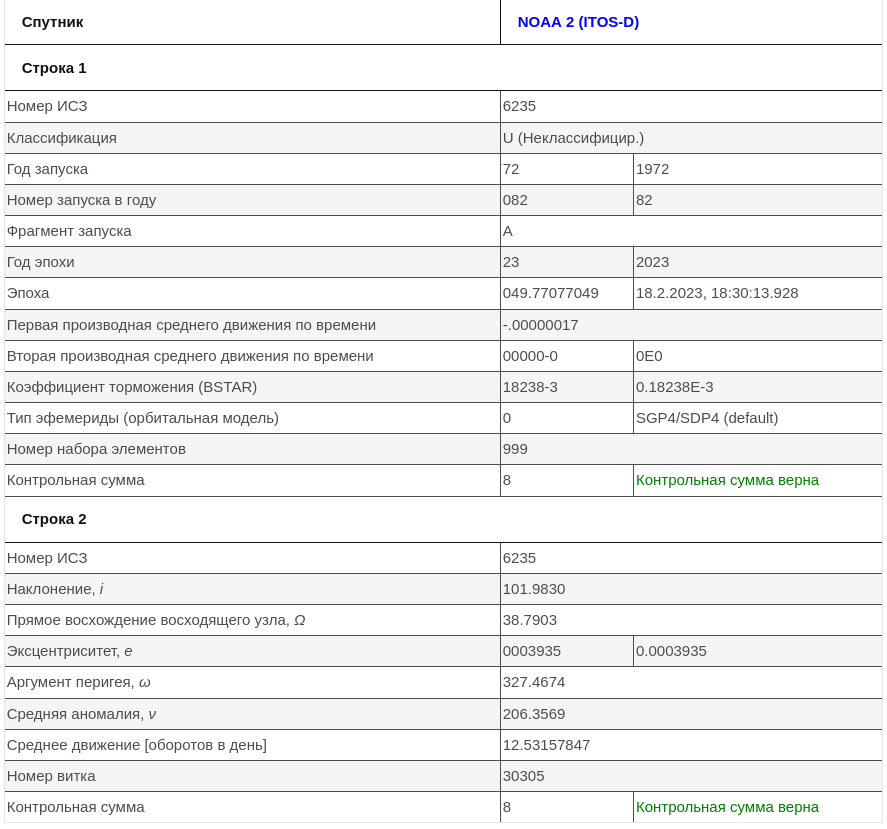 Спутник NOAA 2 (ITOS-D)
Строка 1
Номер ИСЗ 6235
Классификация U (Неклассифицир.)
Год запуска 72 1972
Номер запуска в году 082 82
Фрагмент запуска A
Год эпохи 23 2023
Эпоха 049.77077049 18.2.2023, 18:30:13.928
Первая производная среднего движения по времени -.00000017
Вторая производная среднего движения по времени 00000-0 0E0
Коэффициент торможения (BSTAR) 18238-3 0.18238E-3
Тип эфемериды (орбитальная модель) 0 SGP4/SDP4 (default)
Номер набора элементов 999
Контрольная сумма 8 Контрольная сумма верна
Строка 2
Номер ИСЗ 6235
Наклонение, i 101.9830
Прямое восхождение восходящего узла, Ω 38.7903
Эксцентриситет, e 0003935 0.0003935
Аргумент перигея, ω 327.4674
Средняя аномалия, ν 206.3569
Среднее движение [оборотов в день] 12.53157847
Номер витка 30305
Контрольная сумма 8 Контрольная сумма верна